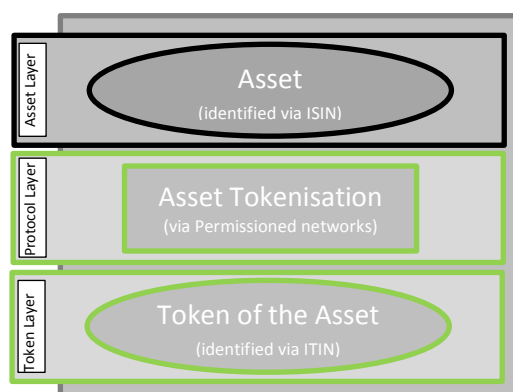 Asset Layer
Asset
(identified via ISIN)
Protocol Layer
Asset Tokenisation
(via Permissioned networks)
Token Layer
Token of the Asset
(identified via ITIN)